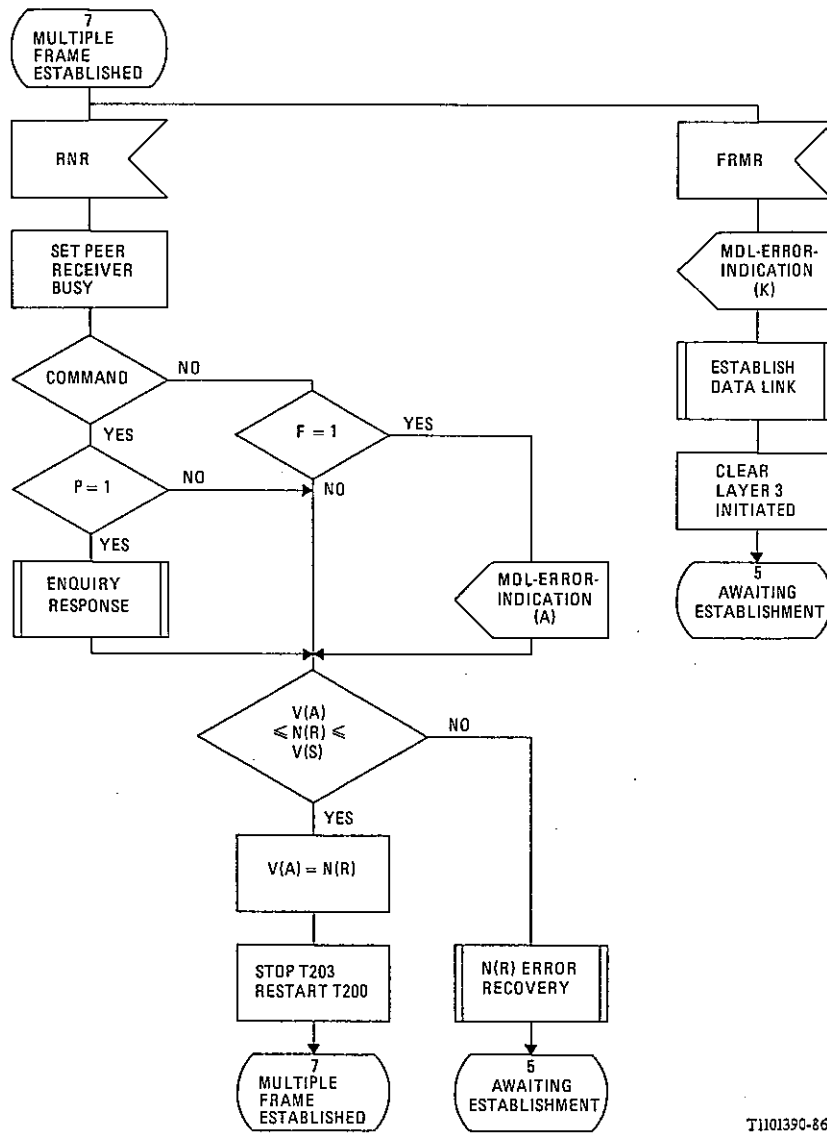 7
MULTIPLE
FRAME
ESTABLISHED
RNR
FRMR
SET PEER
RECEIVER
BUSY
MDL-ERROR-
INDICATION
(K)
COMMAND
NO
YES
ESTABLISH
DATA LINK
F = 1
YES
NO
P = 1
NO
YES
CLEAR
LAYER 3
INITIATED
ENQUIRY
RESPONSE
MDL-ERROR-
INDICATION
(A)
5
AWAITING
ESTABLISHMENT
V(A)
⩽ N(R) ⩽
V(S)
NO
YES
V(A) = N(R)
STOP T203
RESTART T200
N(R) ERROR
RECOVERY
7
MULTIPLE
FRAME
ESTABLISHED
5
AWAITING
ESTABLISHMENT
T1101390-86